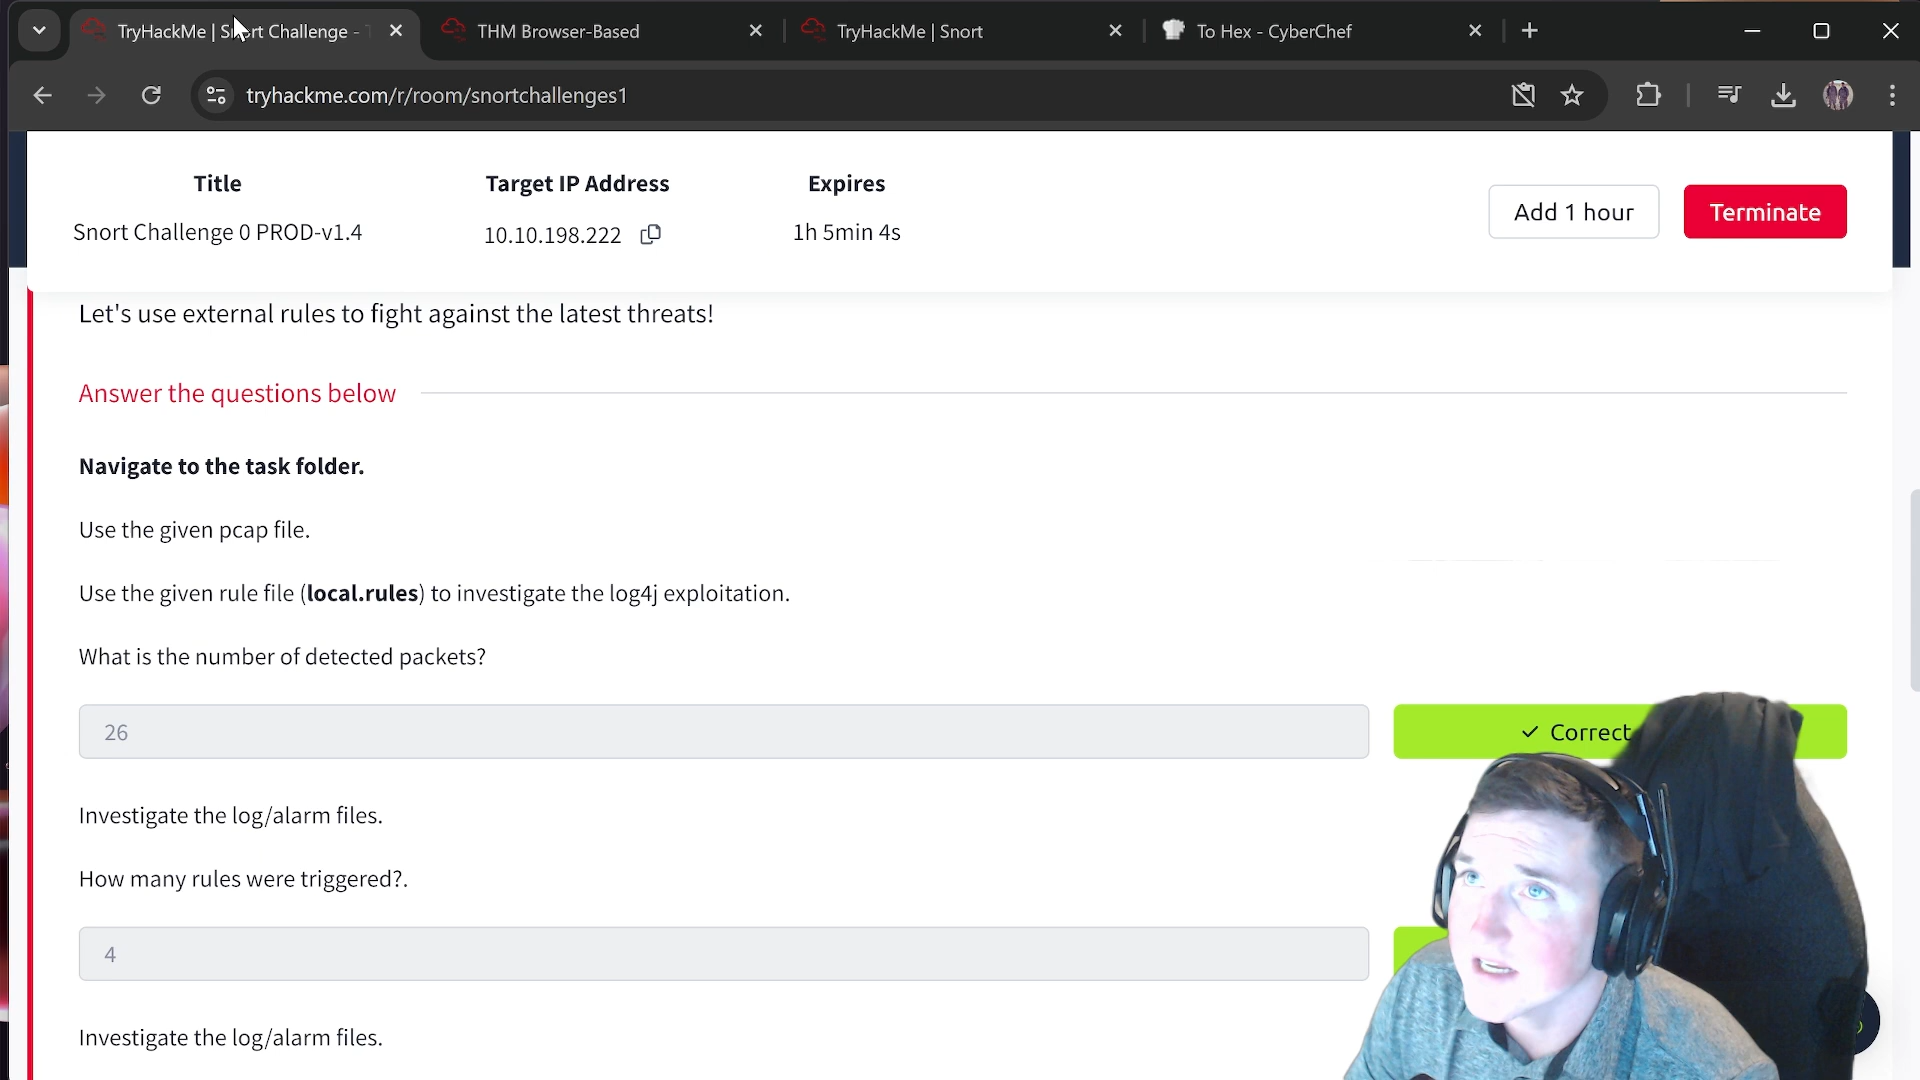 TryHackMe | Snort Challenge -
THM Browser-Based
TryHackMe | Snort
To Hex - CyberChef
tryhackme.com/r/room/snortchallenges1
Title
Target IP Address
Expires
Snort Challenge 0 PROD-v1.4
10.10.198.222
1h 5min 4s
Add 1 hour
Terminate
Let's use external rules to fight against the latest threats!
Answer the questions below
Navigate to the task folder.
Use the given pcap file.
Use the given rule file (local.rules) to investigate the log4j exploitation.
What is the number of detected packets?
26
✓ Correct
Investigate the log/alarm files.
How many rules were triggered?.
4
Investigate the log/alarm files.